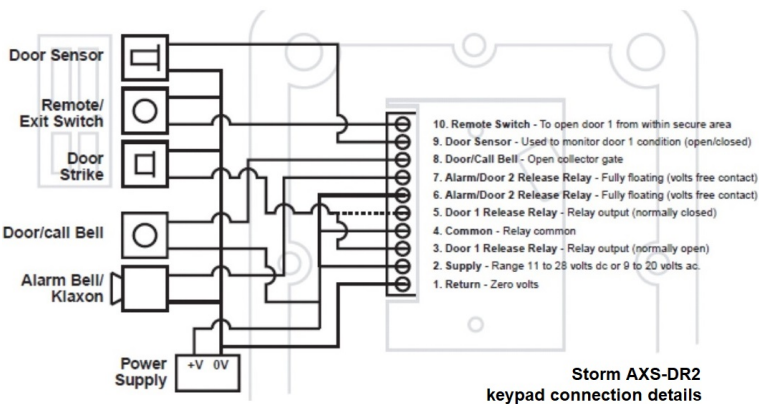 Door Sensor
Remote/
Exit Switch
Door
Strike
Door/call Bell
Alarm Bell/
Klaxon
Power
Supply
+V 0V
10. Remote Switch - To open door 1 from within secure area
9. Door Sensor - Used to monitor door 1 condition (open/closed)
8. Door/Call Bell - Open collector gate
7. Alarm/Door 2 Release Relay - Fully floating (volts free contact)
6. Alarm/Door 2 Release Relay - Fully floating (volts free contact)
5. Door 1 Release Relay - Relay output (normally closed)
4. Common - Relay common
3. Door 1 Release Relay - Relay output (normally open)
2. Supply - Range 11 to 28 volts dc or 9 to 20 volts ac.
1. Return - Zero volts
Storm AXS-DR2
keypad connection details